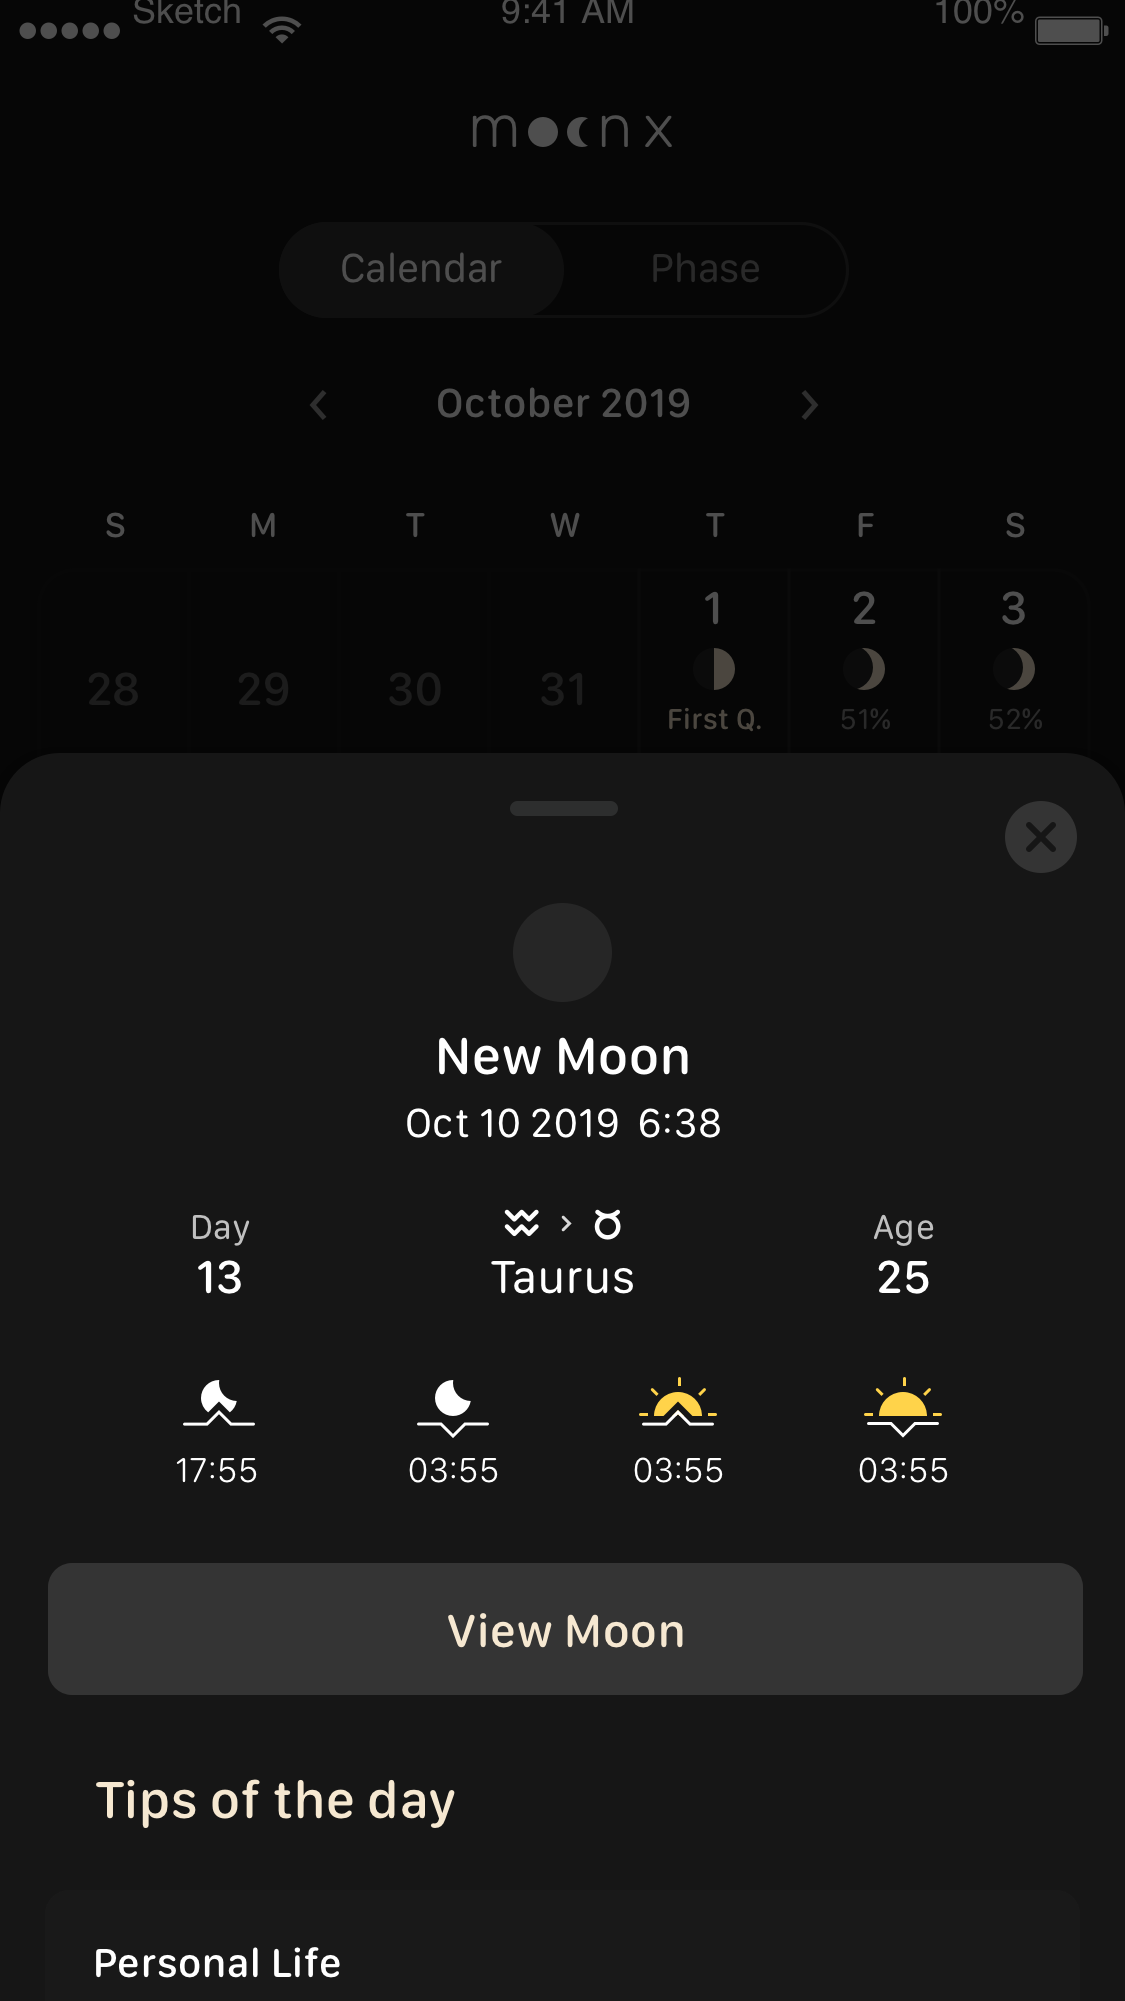 Sketch 9:41 AM 100%
moon x
Calendar Phase
October 2019
S M T W T F S
28 29 30 31 1 2 3
First Q. 51% 52%
New Moon
Oct 10 2019 6:38
Day Age
13 Taurus 25
17:55 03:55 03:55 03:55
View Moon
Tips of the day
Personal Life